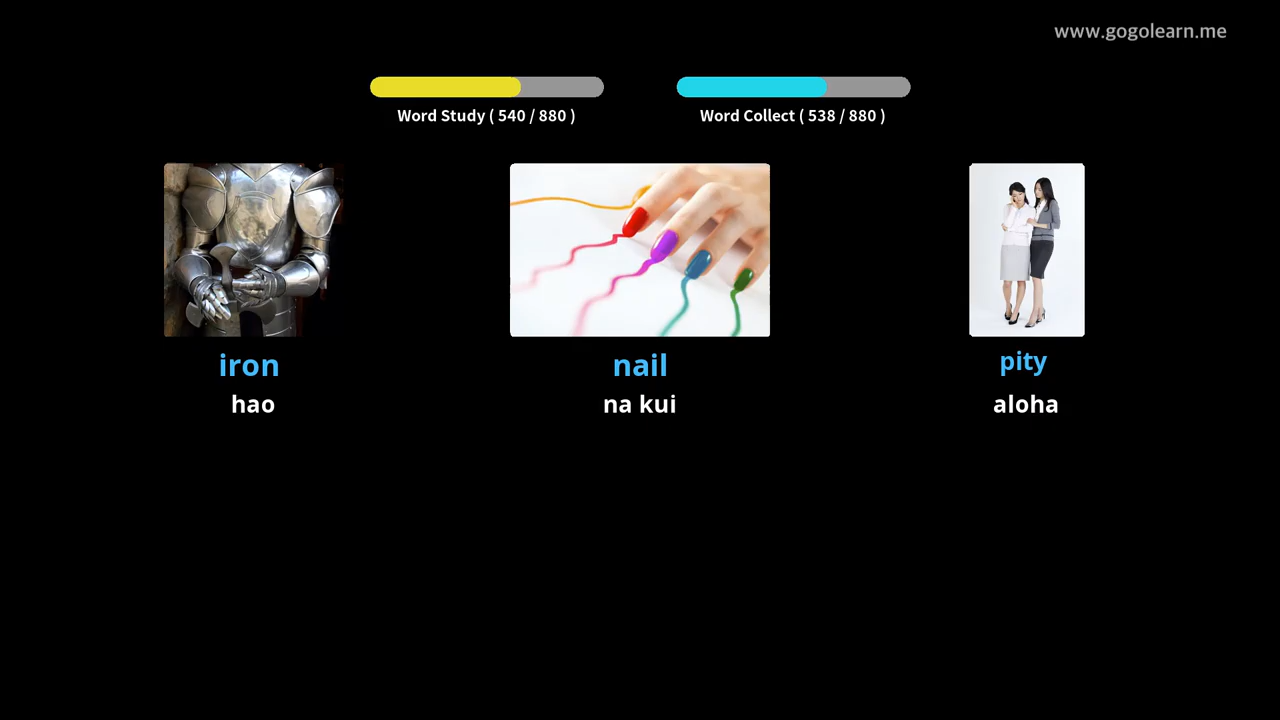 www.gogolearn.me
Word Study ( 540 / 880 )
Word Collect ( 538 / 880 )
iron
hao
nail
na kui
pity
aloha